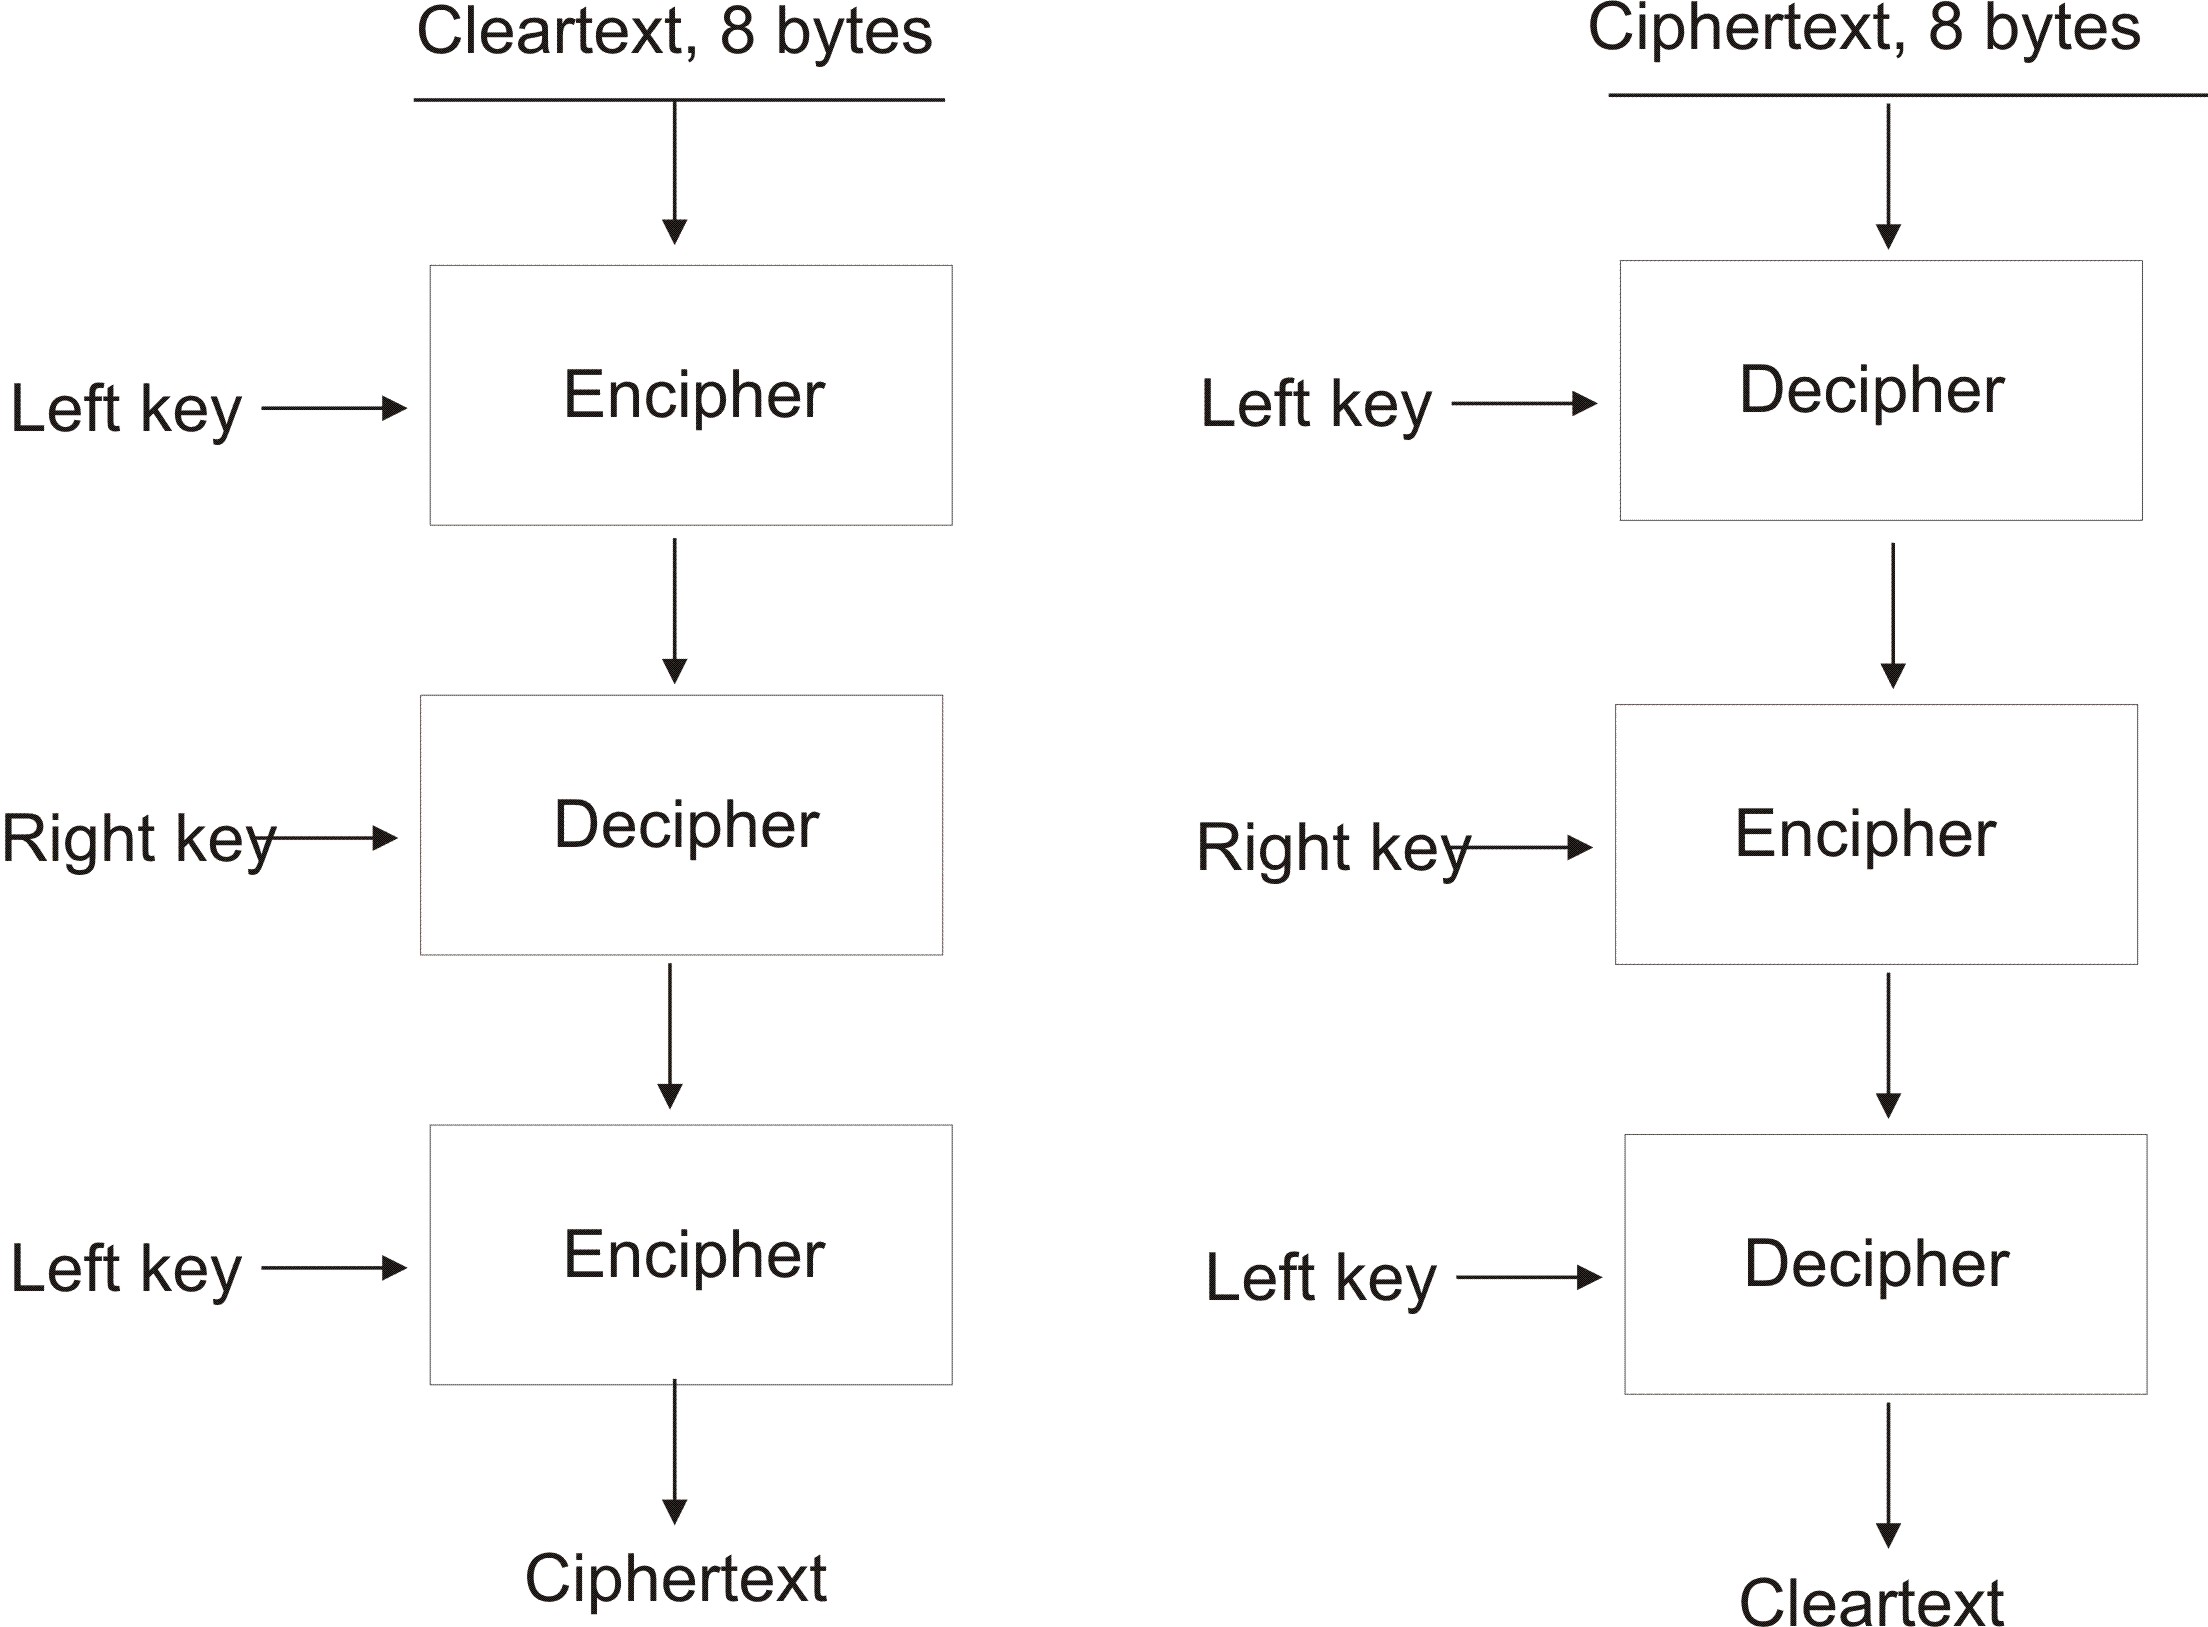 Cleartext, 8 bytes
Left key
Encipher
Right key
Decipher
Left key
Encipher
Ciphertext
Ciphertext, 8 bytes
Left key
Decipher
Right key
Encipher
Left key
Decipher
Cleartext